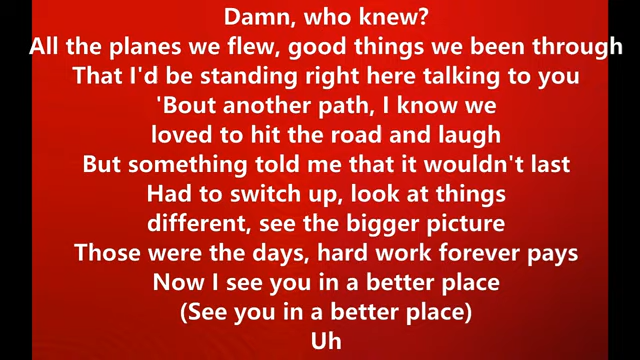 Damn, who knew?
All the planes we flew, good things we been through
That I'd be standing right here talking to you
'Bout another path, I know we
loved to hit the road and laugh
But something told me that it wouldn't last
Had to switch up, look at things
different, see the bigger picture
Those were the days, hard work forever pays
Now I see you in a better place
(See you in a better place)
Uh